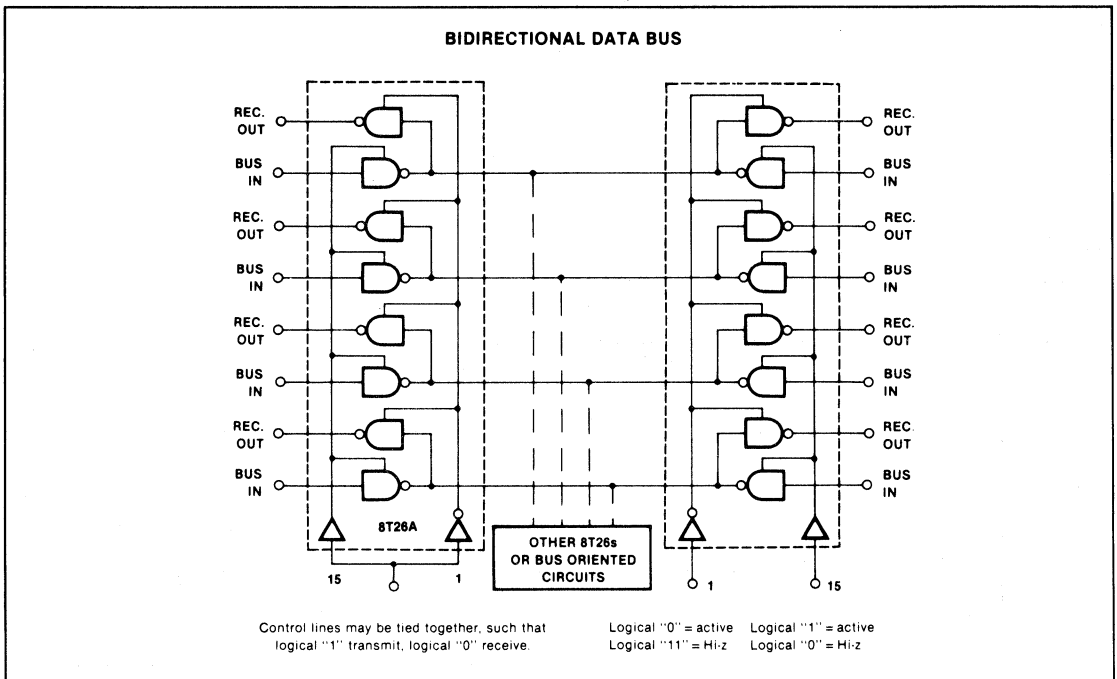 BIDIRECTIONAL DATA BUS
REC.
OUT
BUS
IN
REC.
OUT
BUS
IN
REC.
OUT
BUS
IN
REC.
OUT
BUS
IN
REC.
OUT
BUS
IN
REC.
OUT
BUS
IN
REC.
OUT
BUS
IN
REC.
OUT
BUS
IN
8T26A
15
1
OTHER 8T26s
OR BUS ORIENTED
CIRCUITS
1
15
Control lines may be tied together, such that
logical "1" transmit, logical "0" receive.
Logical "0" = active
Logical "11" = Hi-z
Logical "1" = active
Logical "0" = Hi-z